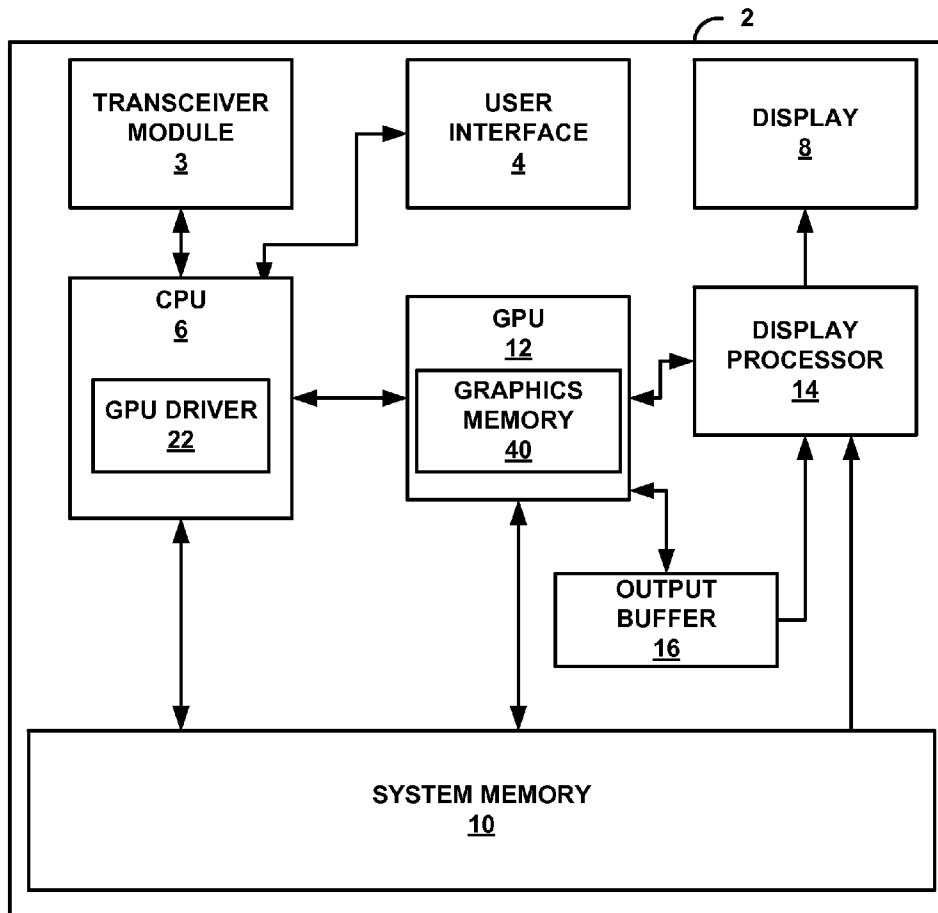 2
TRANSCEIVER
MODULE
3
USER
INTERFACE
4
DISPLAY
8
CPU
6
GPU DRIVER
22
GPU
12
GRAPHICS
MEMORY
40
DISPLAY
PROCESSOR
14
OUTPUT
BUFFER
16
SYSTEM MEMORY
10